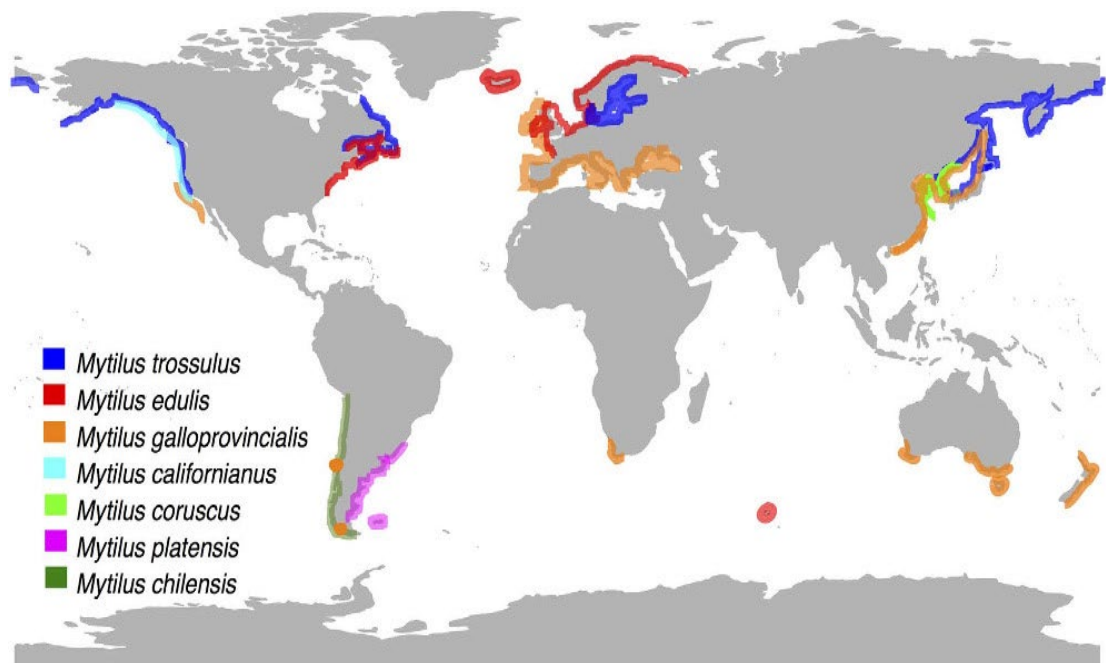 Mytilus trossulus
Mytilus edulis
Mytilus galloprovincialis
Mytilus californianus
Mytilus coruscus
Mytilus platensis
Mytilus chilensis